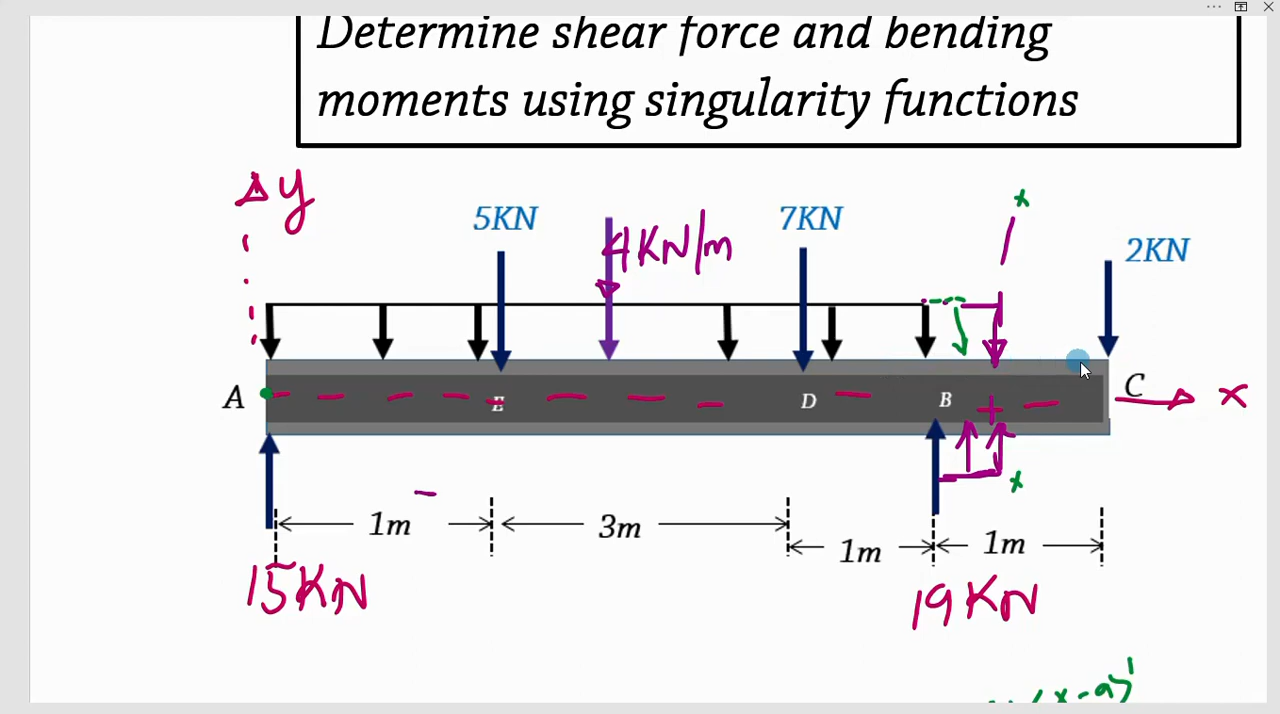 Determine shear force and bending
moments using singularity functions
y
x
5KN
4KN/m
7KN
2KN
A
E
D
B
C
x
x
1m
3m
1m
1m
15KN
19KN